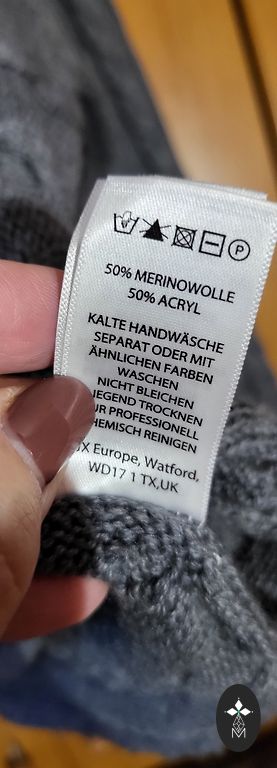 P
50% MERINOWOLLE
50% ACRYL
KALTE HANDWÄSCHE
SEPARAT ODER MIT
ÄHNLICHEN FARBEN
WASCHEN
NICHT BLEICHEN
TROCKNEN
PROFESSIONELL
REINIGEN
Europe, Watford,
WD17 1 TX,UK
M